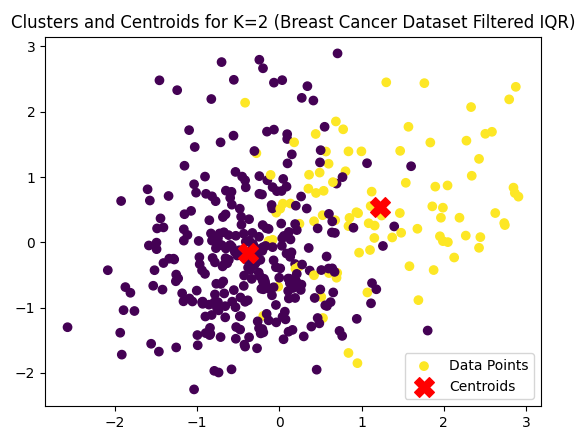 Clusters and Centroids for K=2 (Breast Cancer Dataset Filtered IQR)
3
2
1
0
−1
−2
Data Points
Centroids
−2 −1 0 1 2 3